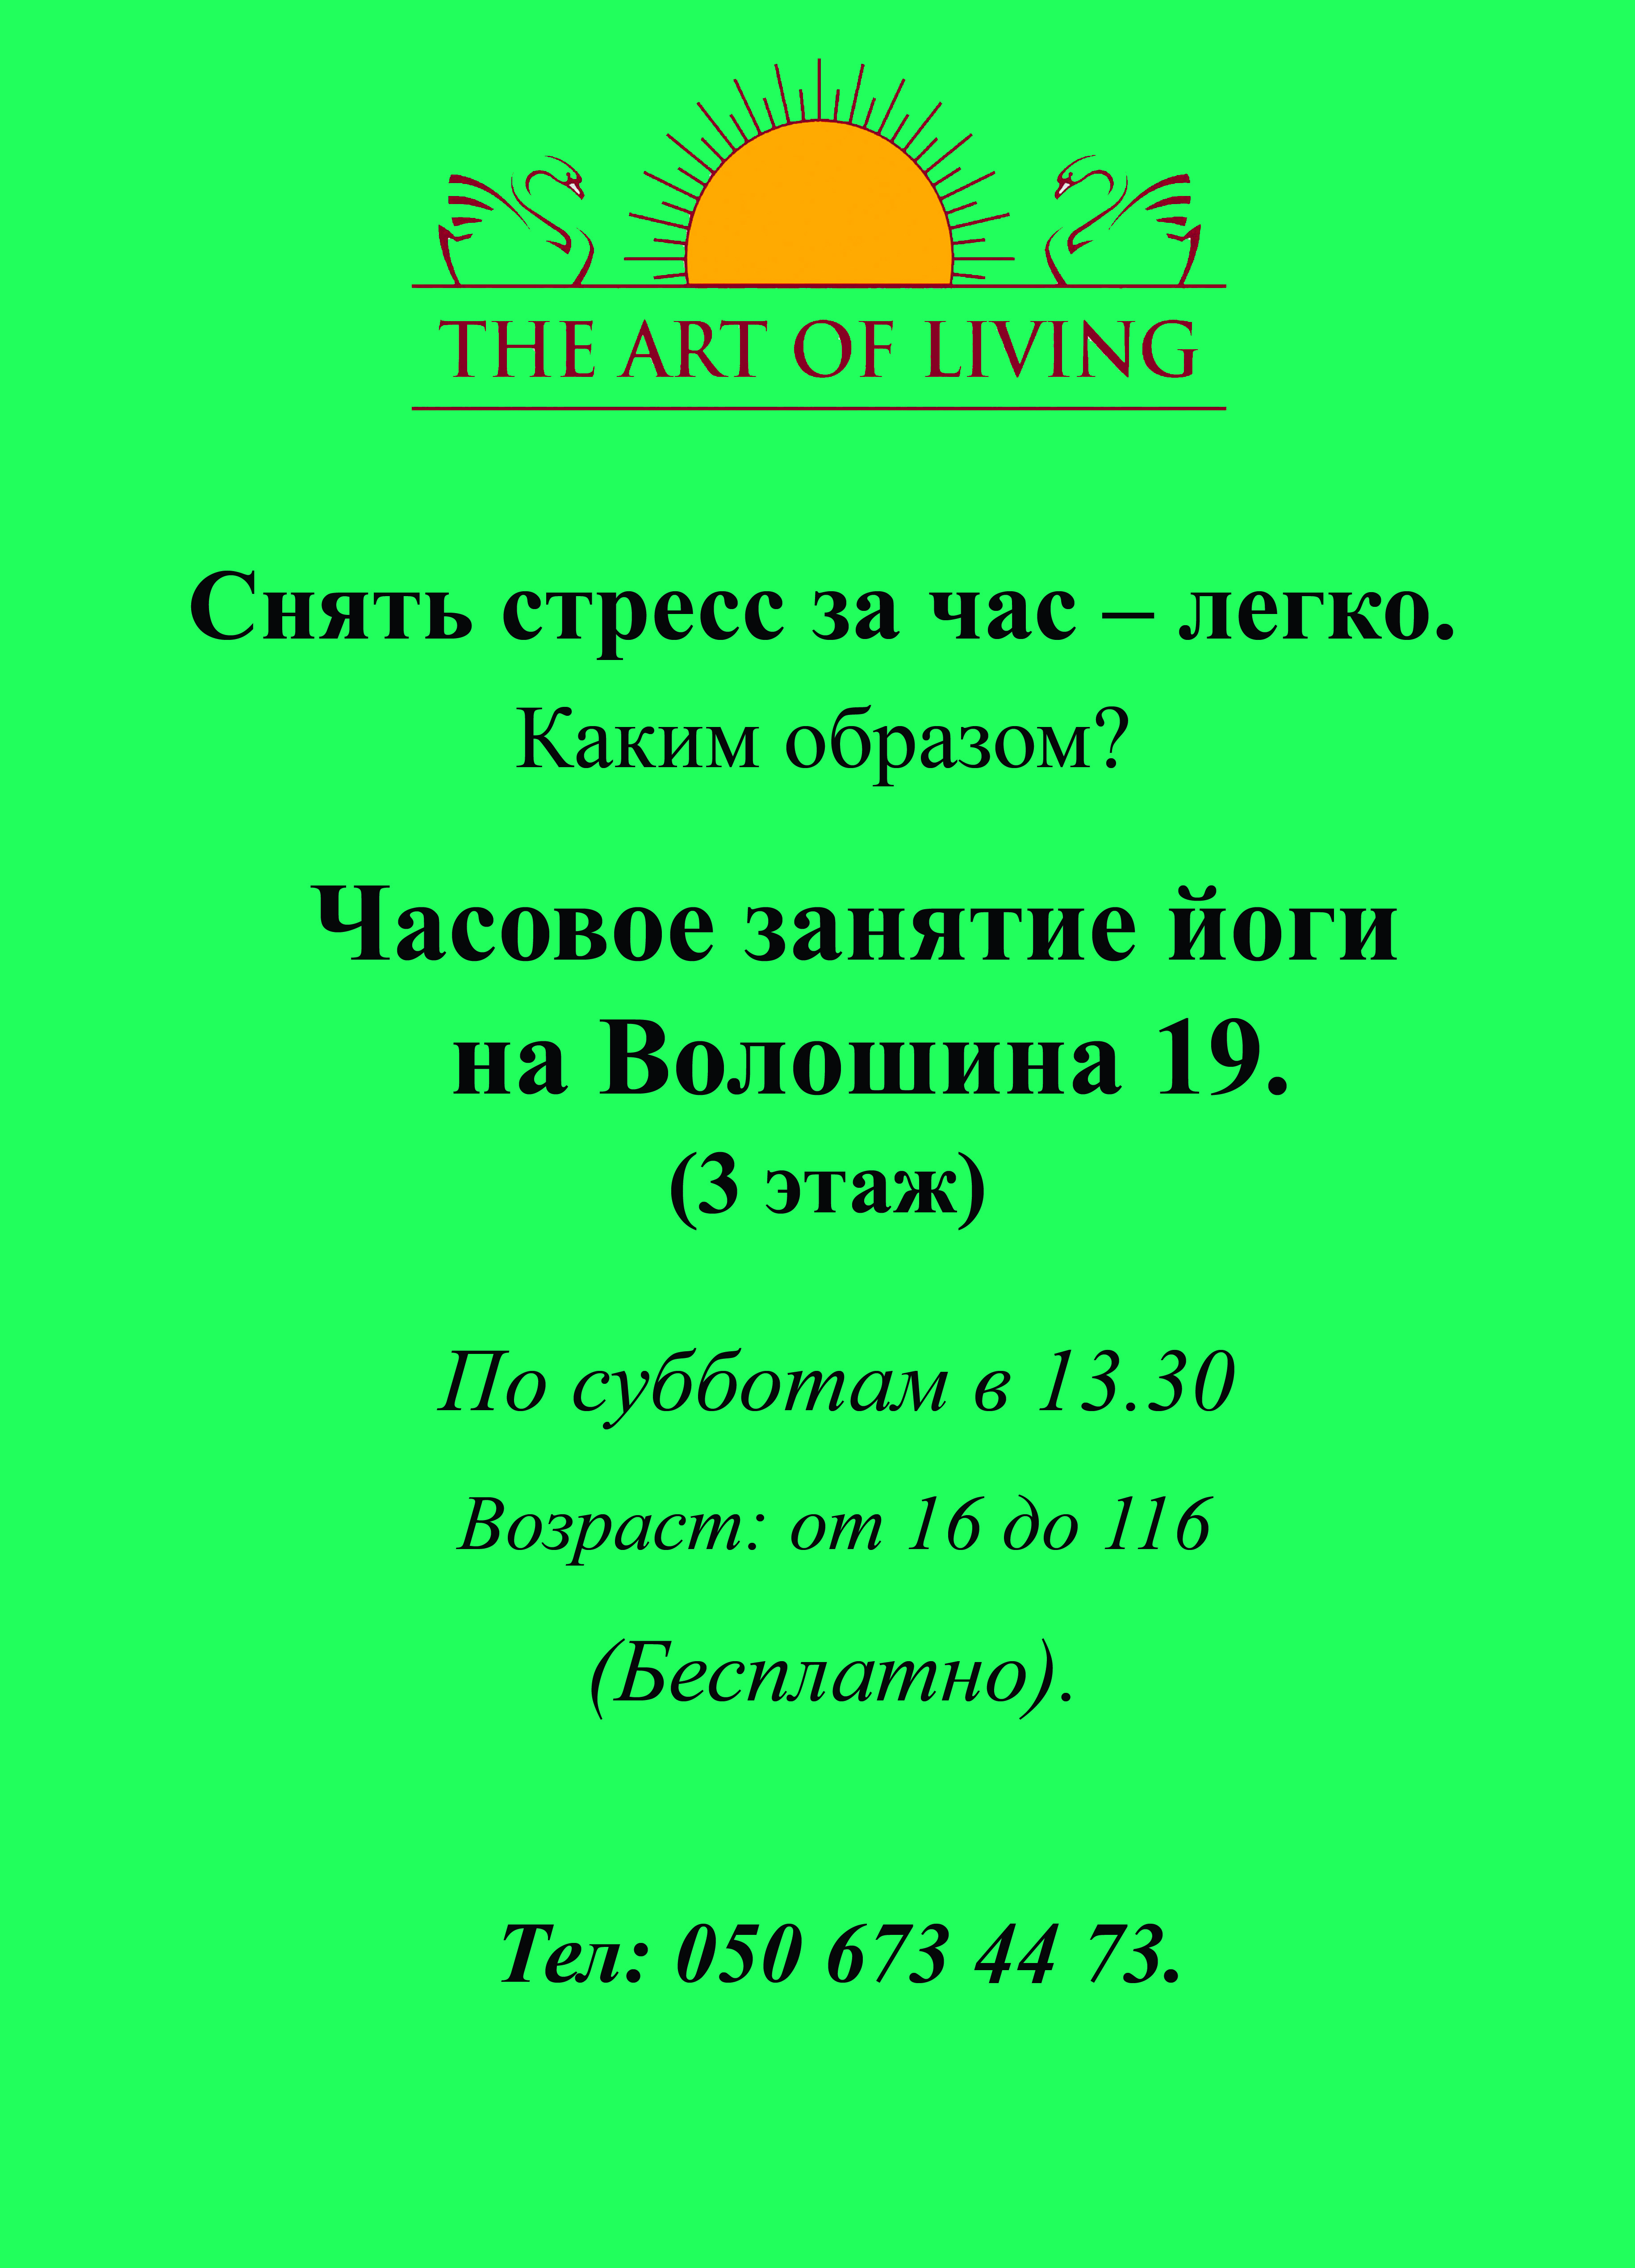 THE ART OF LIVING
Снять стресс за час – легко.
Каким образом?
Часовое занятие йоги
на Волошина 19.
(3 этаж)
По субботам в 13.30
Возраст: от 16 до 116
(Бесплатно).
Тел: 050 673 44 73.